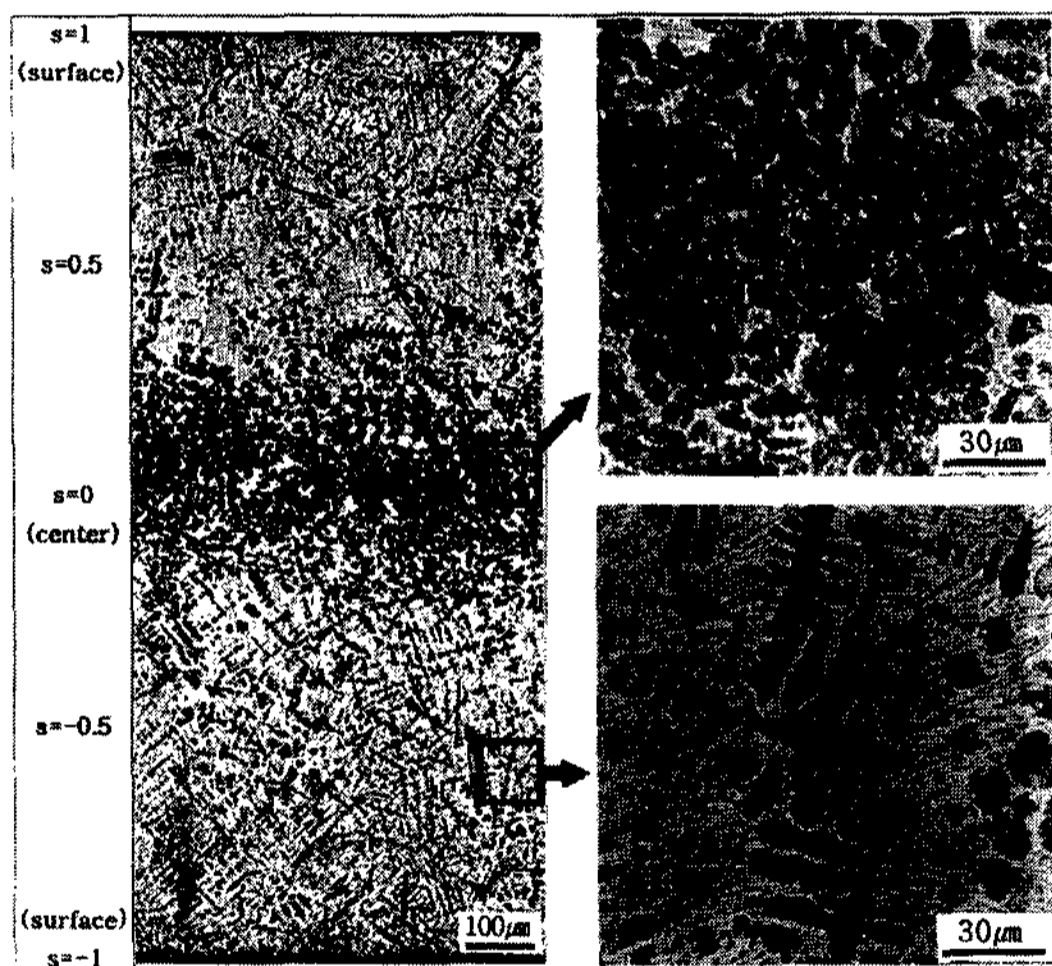 s=1
(surface)
s=0.5
s=0
(center)
s=-0.5
(surface)
s=-1
100㎛
30㎛
30㎛